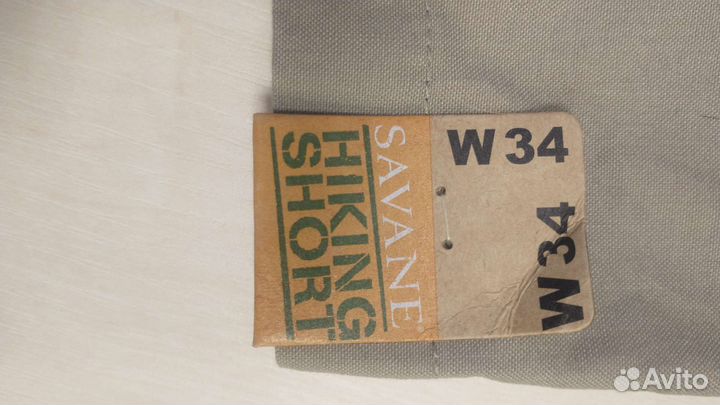 SAVANE®
HIKING
SHORT
W 34
W 34
Avito